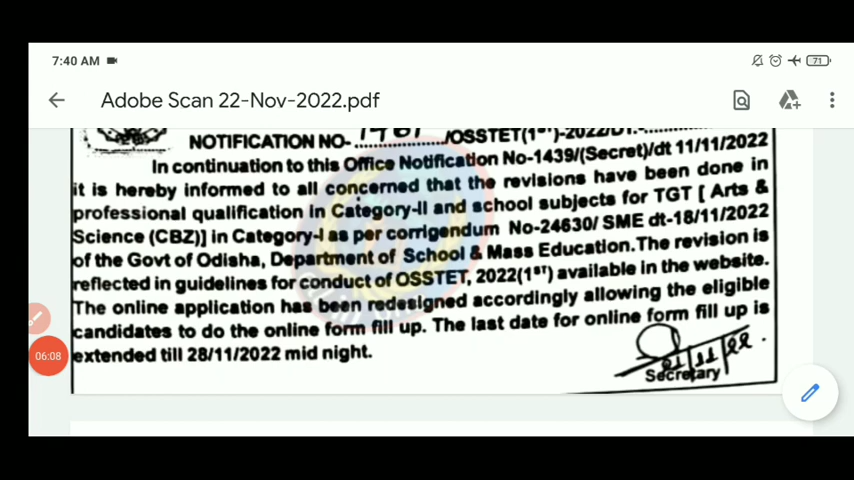 7:40 AM
71
Adobe Scan 22-Nov-2022.pdf
NOTIFICATION NO- /OSSTET(1ST)-2022/DT.-
In continuation to this Office Notification No-1439/(Secret)/dt 11/11/2022
it is hereby informed to all concerned that the revisions have been done in
professional qualification in Category-II and school subjects for TGT [ Arts &
Science (CBZ)] in Category-I as per corrigendum No-24630/ SME dt-18/11/2022
of the Govt of Odisha, Department of School & Mass Education.The revision is
reflected in guidelines for conduct of OSSTET, 2022(1ST) available in the website.
The online application has been redesigned accordingly allowing the eligible
candidates to do the online form fill up. The last date for online form fill up is
extended till 28/11/2022 mid night.
Secretary
06:08